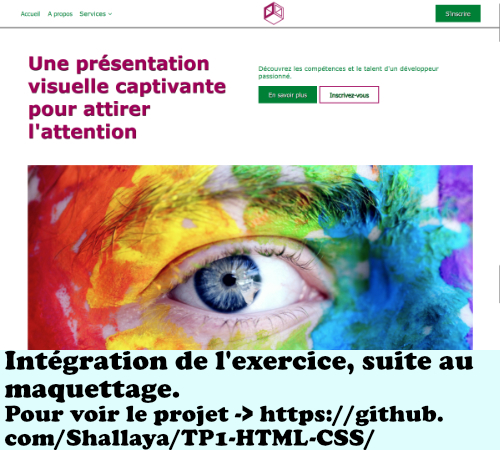 Accueil A propos Services
S'inscrire
Une présentation
visuelle captivante
pour attirer
l'attention
Découvrez les compétences et le talent d'un développeur
passionné.
En savoir plus Inscrivez-vous
Intégration de l'exercice, suite au
maquettage.
Pour voir le projet -> https://github.
com/Shallaya/TP1-HTML-CSS/